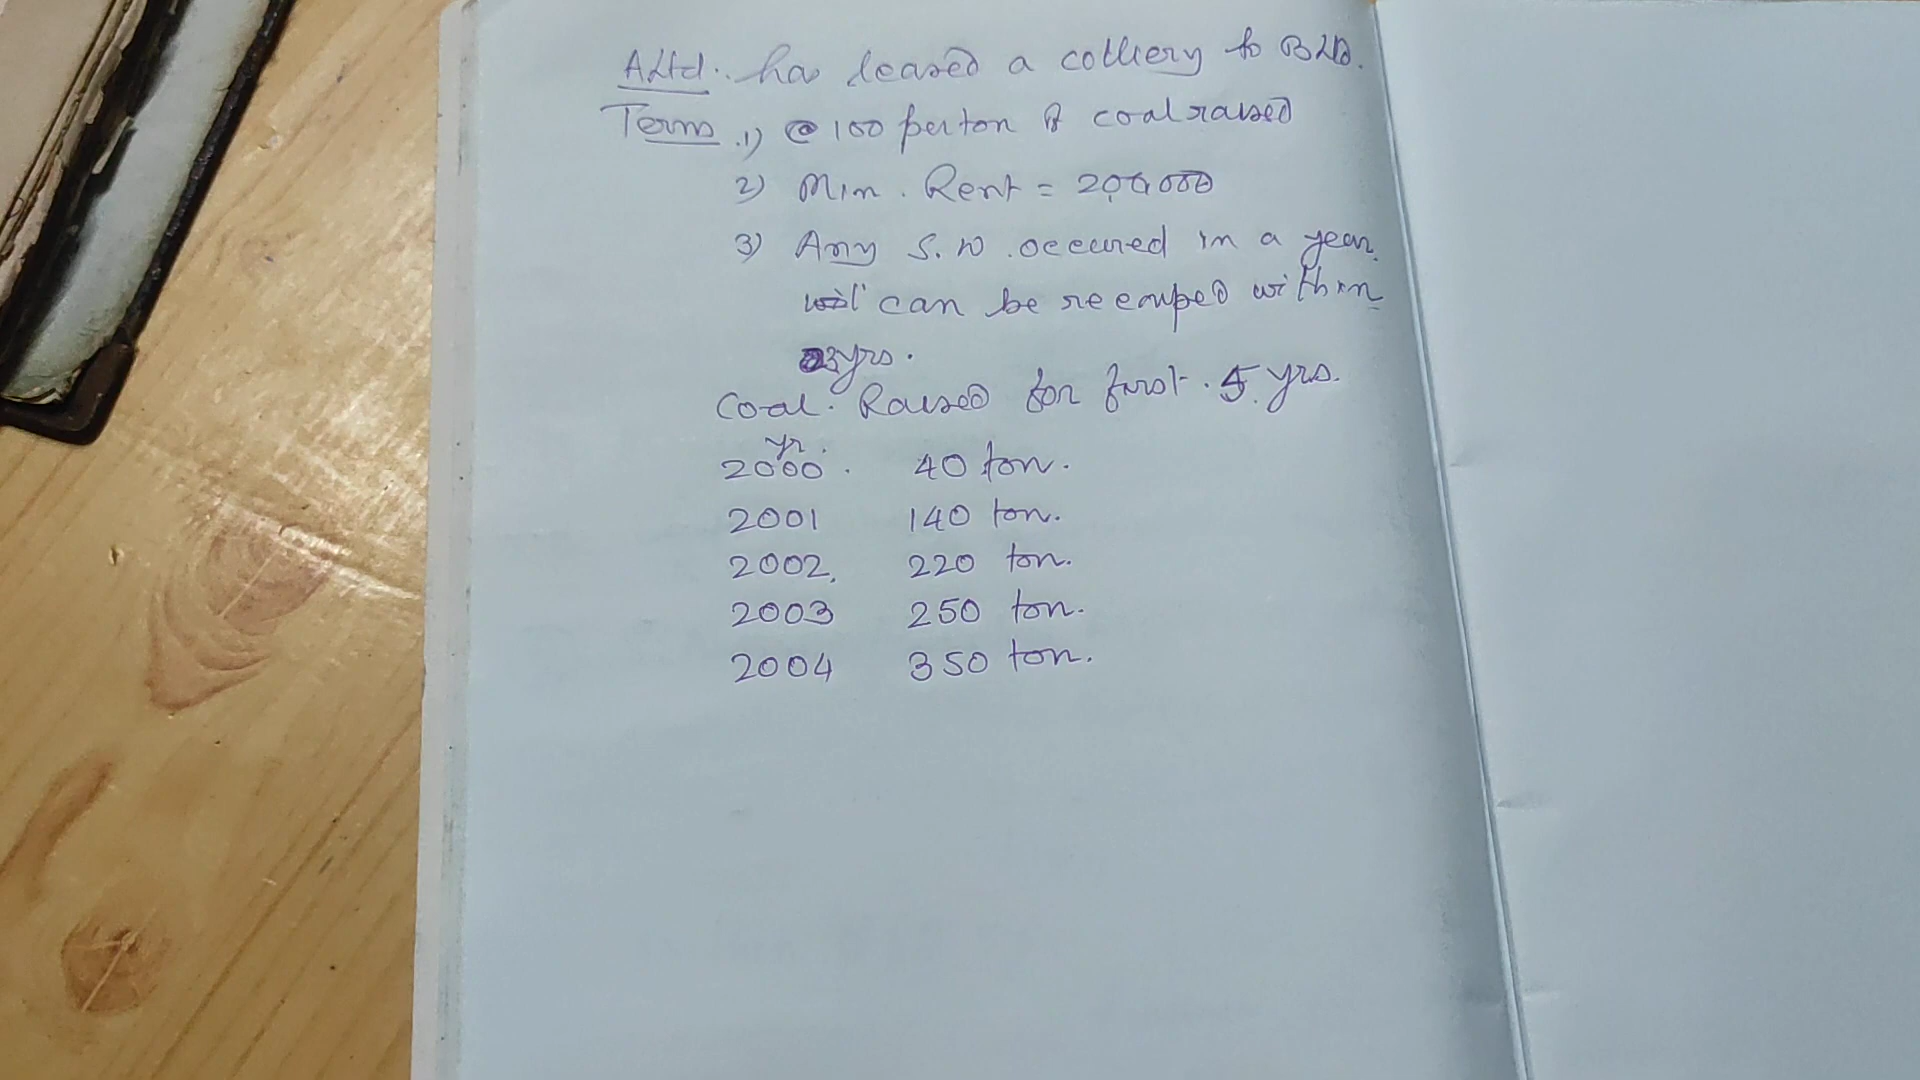 A Ltd. has leased a colliery to B Ltd.
Terms .1) @ 100 per ton of coal raised
2) Min. Rent = 20,000
3) Any S.W. occured in a year
can be recouped within
3 yrs.
Coal. Raised for first. 5 yrs.
yr.
2000. 40 ton.
2001 140 ton.
2002, 220 ton.
2003 250 ton.
2004 350 ton.